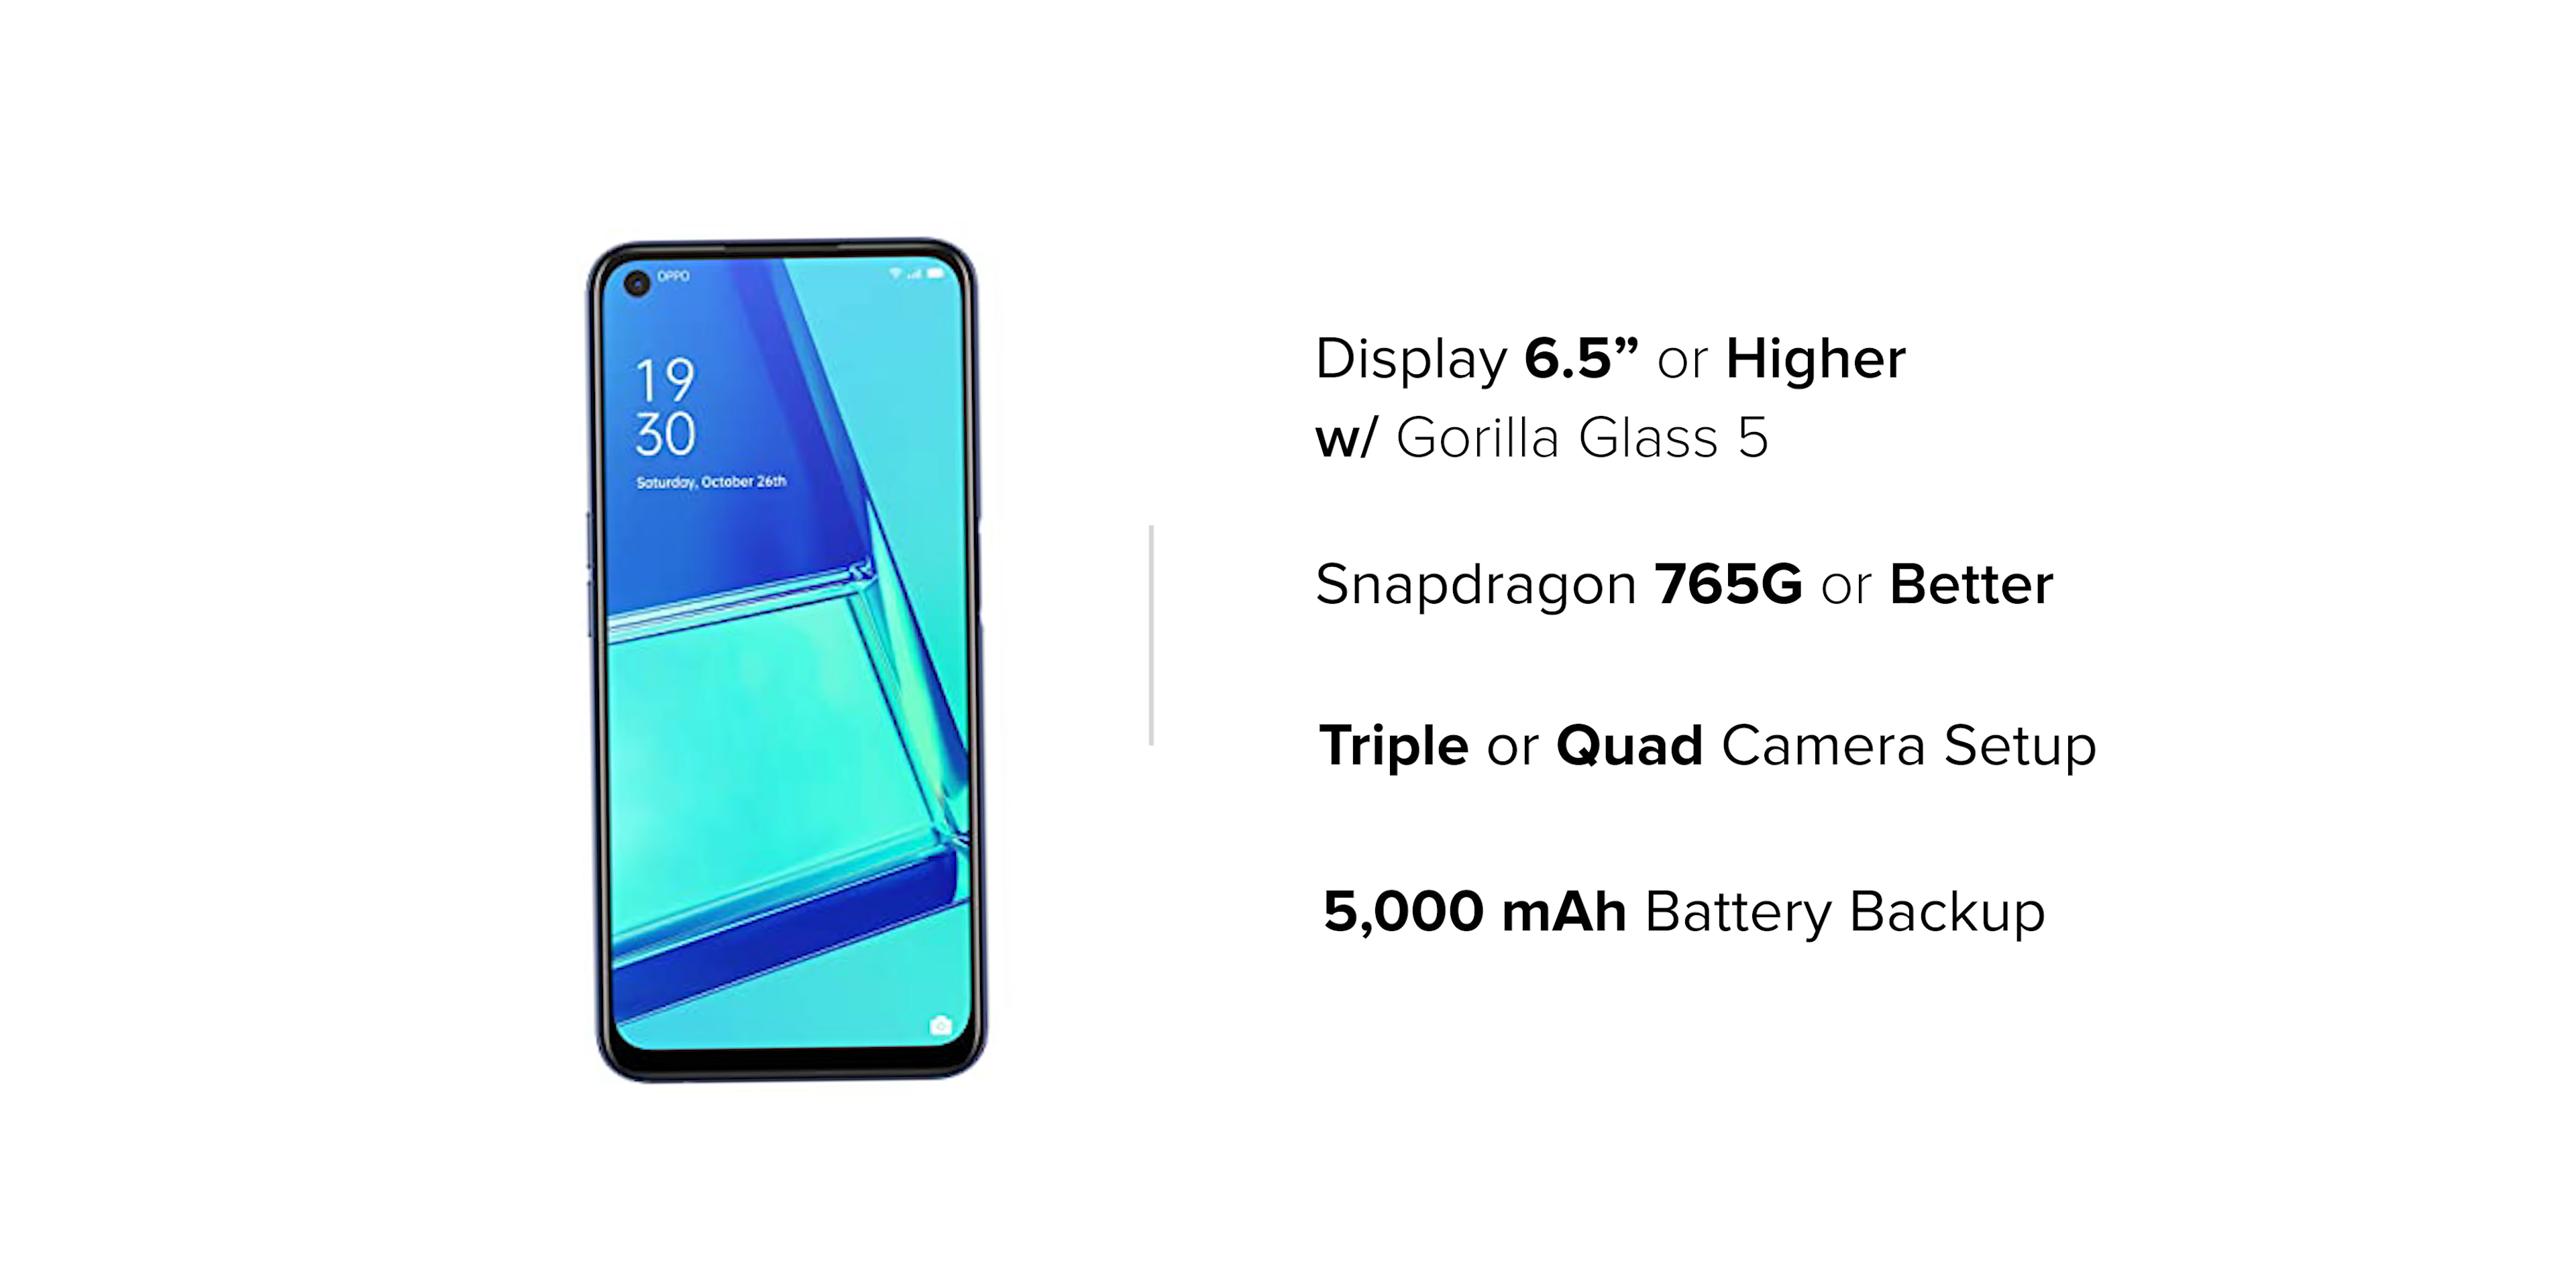 OPPO
19
30
Saturday, October 26th
Display 6.5” or Higher
w/ Gorilla Glass 5
Snapdragon 765G or Better
Triple or Quad Camera Setup
5,000 mAh Battery Backup